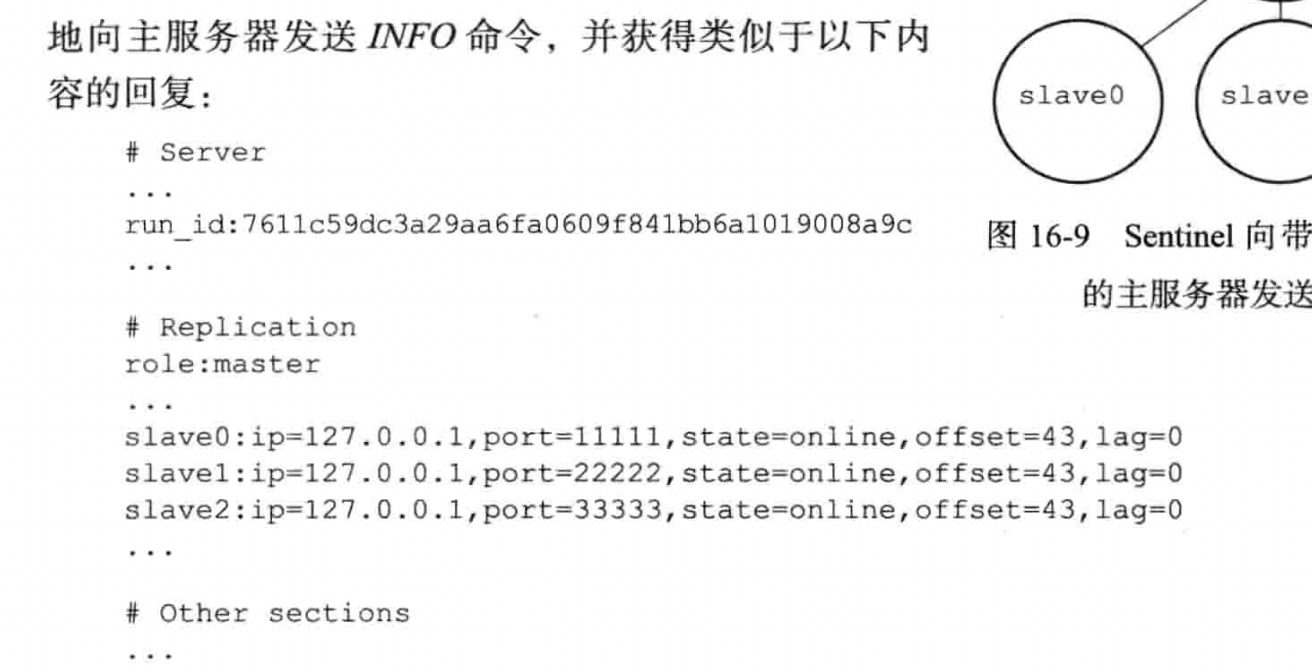 地向主服务器发送 INFO 命令，并获得类似于以下内
容的回复：
# Server
...
run_id:7611c59dc3a29aa6fa0609f841bb6a1019008a9c
...
# Replication
role:master
...
slave0:ip=127.0.0.1,port=11111,state=online,offset=43,lag=0
slave1:ip=127.0.0.1,port=22222,state=online,offset=43,lag=0
slave2:ip=127.0.0.1,port=33333,state=online,offset=43,lag=0
...
# Other sections
...
slave0
slave
图 16-9 Sentinel 向带
的主服务器发送